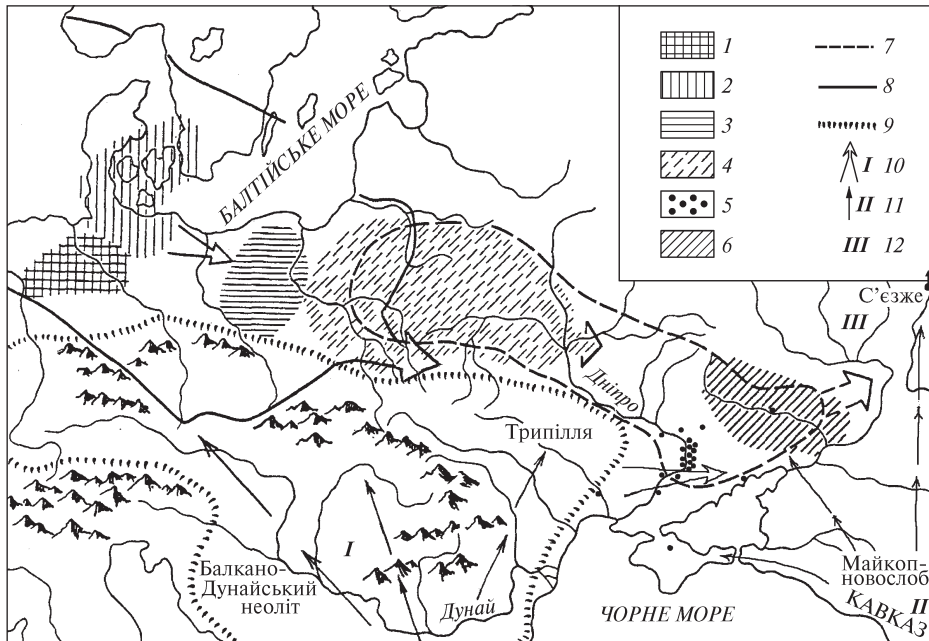 1
2
3
4
5
6
7
8
9
I 10
II 11
III 12
БАЛТІЙСЬКЕ МОРЕ
С’єзже
III
Дніпро
Трипілля
I
Балкано-
Дунайський
неоліт
Дунай
ЧОРНЕ МОРЕ
Майкоп-
новослоб
КАВКАЗ
II